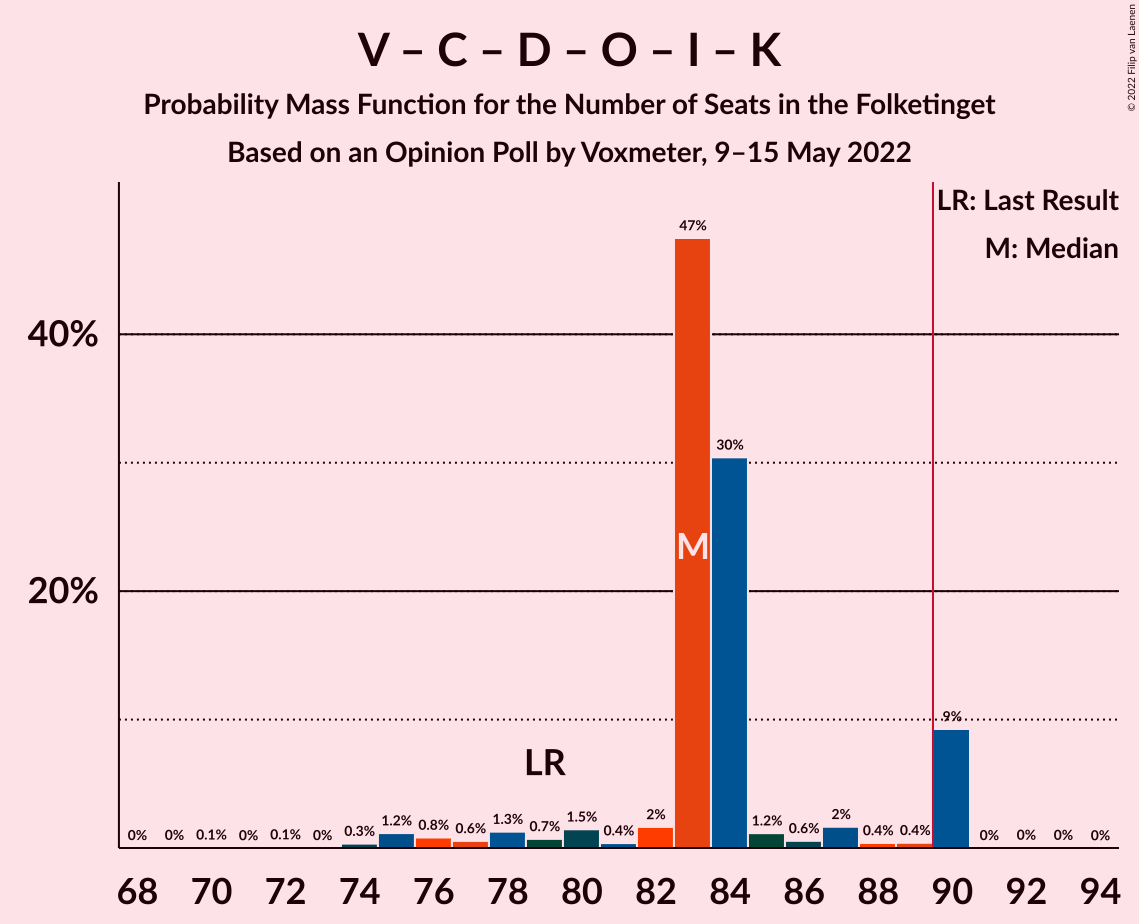 V – C – D – O – I – K
Probability Mass Function for the Number of Seats in the Folketinget
Based on an Opinion Poll by Voxmeter, 9–15 May 2022
© 2022 Filip van Laenen
LR: Last Result
M: Median
47%
40%
30%
M
20%
9%
LR
0% 0% 0.1% 0% 0.1% 0% 0.3% 1.2% 0.8% 0.6% 1.3% 0.7% 1.5% 0.4% 2% 1.2% 0.6% 2% 0.4% 0.4% 0% 0% 0% 0%
68 70 72 74 76 78 80 82 84 86 88 90 92 94